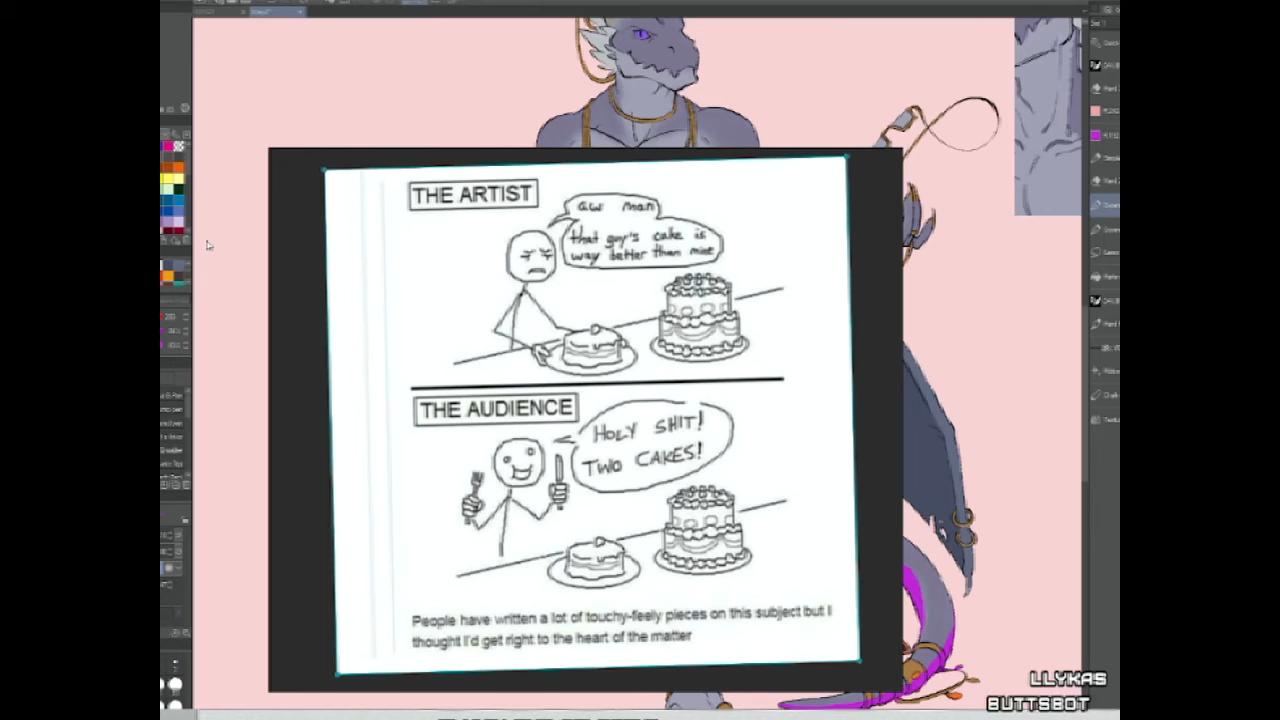 THE ARTIST
aw man
that guy's cake is
way better than mine
THE AUDIENCE
HOLY SHIT!
TWO CAKES!
People have written a lot of touchy-feely pieces on this subject but I
thought I'd get right to the heart of the matter
LLYKAS
BUTTSBOT